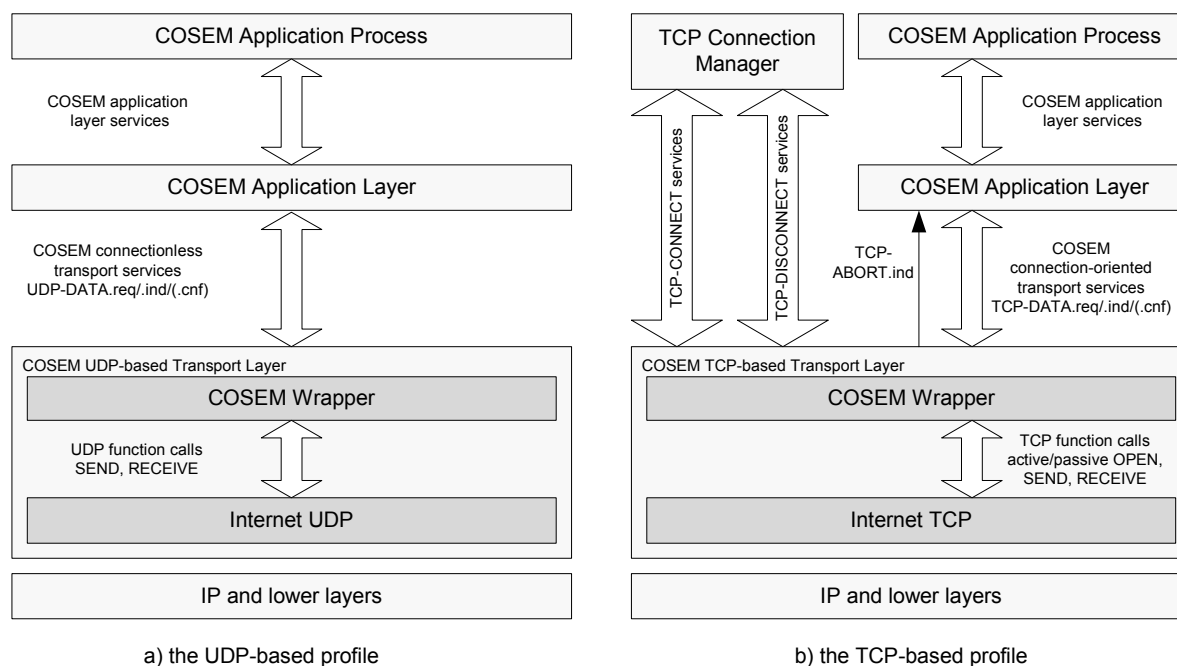 COSEM Application Process
COSEM application
layer services
COSEM Application Layer
COSEM connectionless
transport services
UDP-DATA.req/.ind/(.cnf)
COSEM UDP-based Transport Layer
COSEM Wrapper
UDP function calls
SEND, RECEIVE
Internet UDP
IP and lower layers
a) the UDP-based profile
TCP Connection
Manager
COSEM Application Process
TCP-CONNECT services
TCP-DISCONNECT services
COSEM application
layer services
COSEM Application Layer
TCP-
ABORT.ind
COSEM
connection-oriented
transport services
TCP-DATA.req/.ind/(.cnf)
COSEM TCP-based Transport Layer
COSEM Wrapper
TCP function calls
active/passive OPEN,
SEND, RECEIVE
Internet TCP
IP and lower layers
b) the TCP-based profile